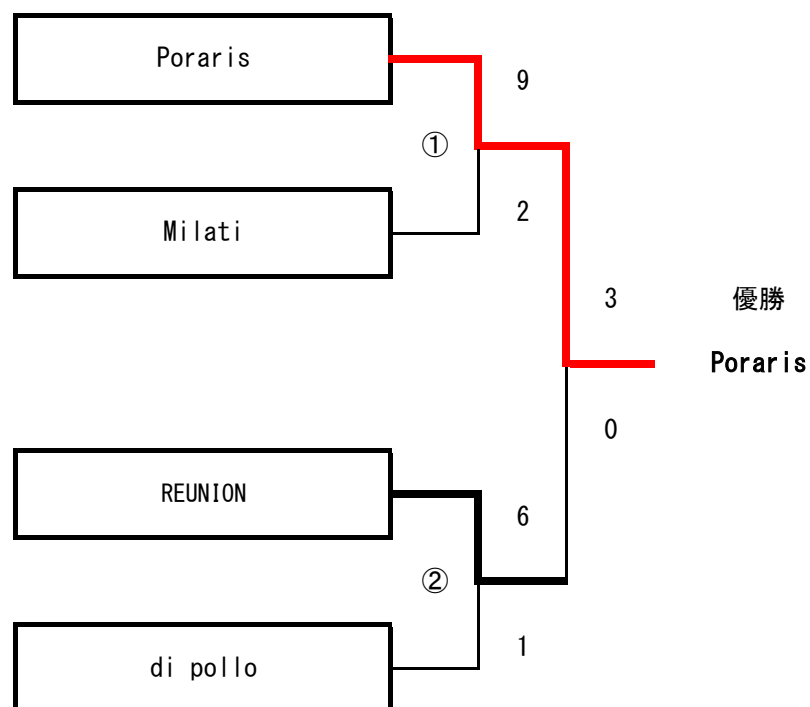 Poraris
9
①
2
Milati
3
優勝
Poraris
0
REUNION
6
②
1
di pollo